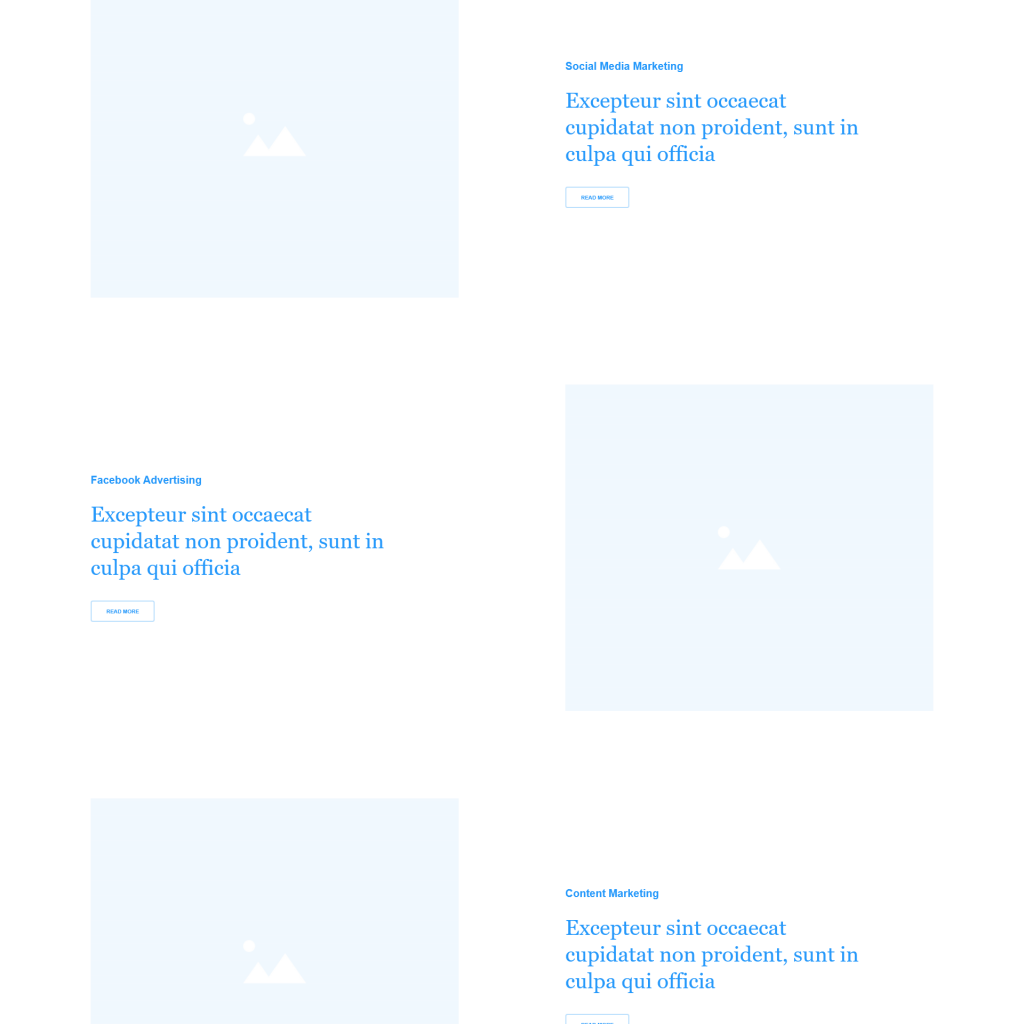 Social Media Marketing
Excepteur sint occaecat
cupidatat non proident, sunt in
culpa qui officia
READ MORE
Facebook Advertising
Excepteur sint occaecat
cupidatat non proident, sunt in
culpa qui officia
READ MORE
Content Marketing
Excepteur sint occaecat
cupidatat non proident, sunt in
culpa qui officia